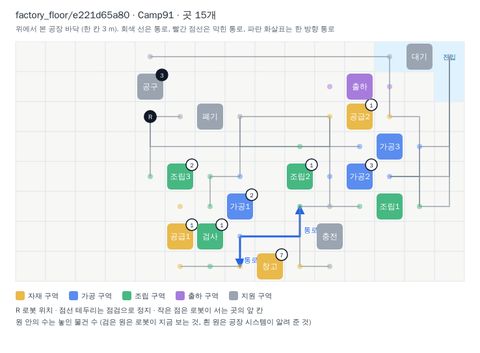 factory_floor/e221d65a80 · Camp91 · 곳 15개
위에서 본 공장 바닥 (한 칸 3 m). 회색 선은 통로, 빨간 점선은 막힌 통로, 파란 화살표는 한 방향 통로
대기
진입
공구 3
출하
R
폐기
공급2 1
가공3
조립3 2
조립2 1
가공2 3
가공1 2
조립1
공급1 1
검사 1
통로
충전
통로
창고 7
자재 구역
가공 구역
조립 구역
출하 구역
지원 구역
R 로봇 위치 · 점선 테두리는 점검으로 정지 · 작은 점은 로봇이 서는 곳의 앞 칸
원 안의 수는 놓인 물건 수 (검은 원은 로봇이 지금 보는 것, 흰 원은 공장 시스템이 알려 준 것)